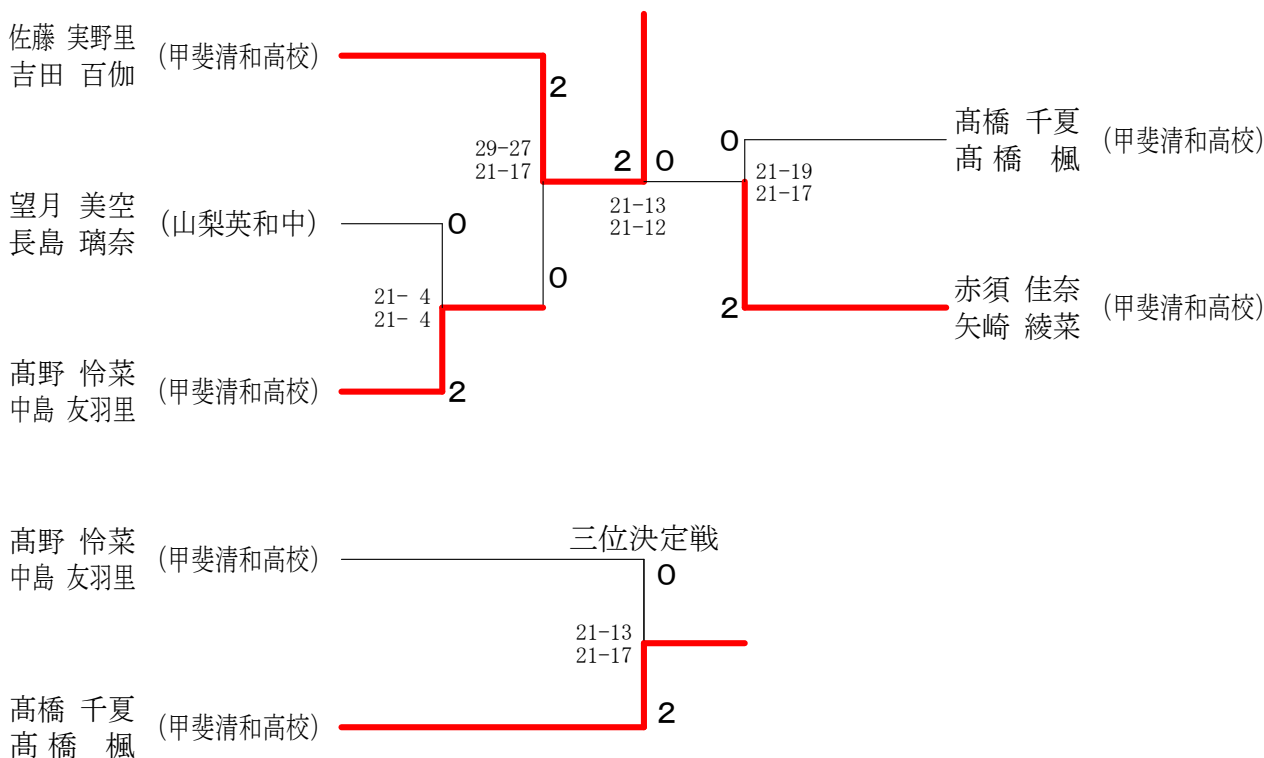 佐藤 実野里
吉田 百伽
(甲斐清和高校)
2
29-27
21-17
2
0
21-13
21-12
0
21-19
21-17
髙橋 千夏
髙橋 楓
(甲斐清和高校)
望月 美空
長島 璃奈
(山梨英和中)
0
0
21- 4
21- 4
2
赤須 佳奈
矢崎 綾菜
(甲斐清和高校)
髙野 怜菜
中島 友羽里
(甲斐清和高校)
2
髙野 怜菜
中島 友羽里
(甲斐清和高校)
三位決定戦
0
21-13
21-17
髙橋 千夏
髙橋 楓
(甲斐清和高校)
2